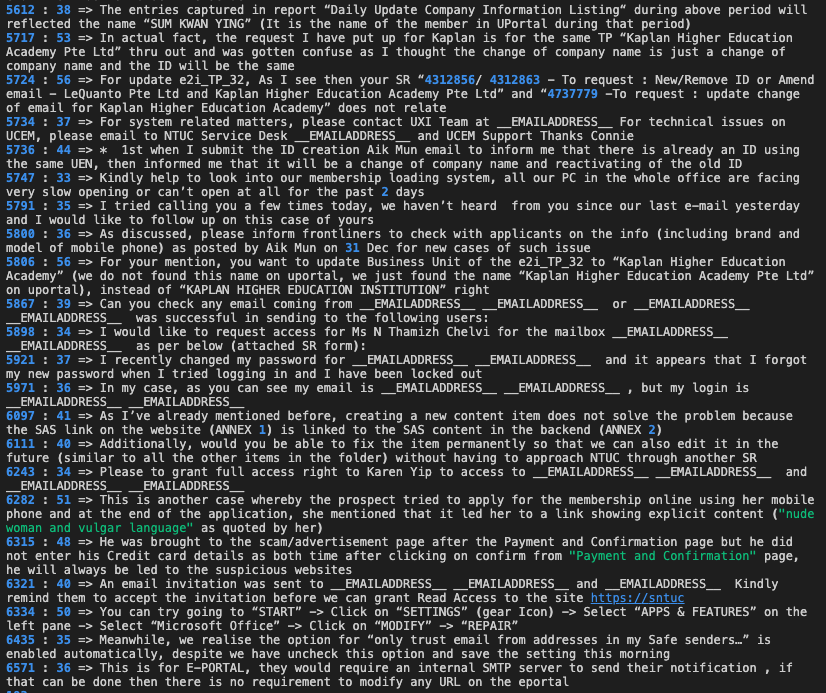 5612 : 38 => The entries captured in report “Daily Update Company Information Listing“ during above period will
reflected the name “SUM KWAN YING” (It is the name of the member in UPortal during that period)
5717 : 53 => In actual fact, the request I have put up for Kaplan is for the same TP “Kaplan Higher Education
Academy Pte Ltd” thru out and was gotten confuse as I thought the change of company name is just a change of
company name and the ID will be the same
5724 : 56 => For update e2i_TP_32, As I see then your SR “4312856/ 4312863 - To request : New/Remove ID or Amend
email - LeQuanto Pte Ltd and Kaplan Higher Education Academy Pte Ltd” and “4737779 –To request : update change
of email for Kaplan Higher Education Academy” does not relate
5734 : 37 => For system related matters, please contact UXI Team at __EMAILADDRESS__ For technical issues on
UCEM, please email to NTUC Service Desk __EMAILADDRESS__ and UCEM Support Thanks Connie
5736 : 44 => *  1st when I submit the ID creation Aik Mun email to inform me that there is already an ID using
the same UEN, then informed me that it will be a change of company name and reactivating of the old ID
5747 : 33 => Kindly help to look into our membership loading system, all our PC in the whole office are facing
very slow opening or can’t open at all for the past 2 days
5791 : 35 => I tried calling you a few times today, we haven’t heard  from you since our last e-mail yesterday
and I would like to follow up on this case of yours
5800 : 36 => As discussed, please inform frontliners to check with applicants on the info (including brand and
model of mobile phone) as posted by Aik Mun on 31 Dec for new cases of such issue
5806 : 56 => For your mention, you want to update Business Unit of the e2i_TP_32 to “Kaplan Higher Education
Academy” (we do not found this name on uportal, we just found the name “Kaplan Higher Education Academy Pte Ltd”
on uportal), instead of “KAPLAN HIGHER EDUCATION INSTITUTION” right
5867 : 39 => Can you check any email coming from __EMAILADDRESS__ __EMAILADDRESS__  or __EMAILADDRESS__
__EMAILADDRESS__  was successful in sending to the following users:
5898 : 34 => I would like to request access for Ms N Thamizh Chelvi for the mailbox __EMAILADDRESS__
__EMAILADDRESS__  as per below (attached SR form):
5921 : 37 => I recently changed my password for __EMAILADDRESS__ __EMAILADDRESS__  and it appears that I forgot
my new password when I tried logging in and I have been locked out
5971 : 36 => In my case, as you can see my email is __EMAILADDRESS__ __EMAILADDRESS__ , but my login is
__EMAILADDRESS__ __EMAILADDRESS__
6097 : 41 => As I’ve already mentioned before, creating a new content item does not solve the problem because
the SAS link on the website (ANNEX 1) is linked to the SAS content in the backend (ANNEX 2)
6111 : 40 => Additionally, would you be able to fix the item permanently so that we can also edit it in the
future (similar to all the other items in the folder) without having to approach NTUC through another SR
6243 : 34 => Please to grant full access right to Karen Yip to access to __EMAILADDRESS__ __EMAILADDRESS__  and
__EMAILADDRESS__ __EMAILADDRESS__
6282 : 51 => This is another case whereby the prospect tried to apply for the membership online using her mobile
phone and at the end of the application, she mentioned that it led her to a link showing explicit content ("nude
woman and vulgar language" as quoted by her)
6315 : 48 => He was brought to the scam/advertisement page after the Payment and Confirmation page but he did
not enter his Credit card details as both time after clicking on confirm from "Payment and Confirmation" page,
he will always be led to the suspicious websites
6321 : 40 => An email invitation was sent to __EMAILADDRESS__ __EMAILADDRESS__ and __EMAILADDRESS__  Kindly
remind them to accept the invitation before we can grant Read Access to the site https://sntuc
6334 : 50 => You can try going to “START” –> Click on “SETTINGS” (gear Icon) –> Select “APPS & FEATURES” on the
left pane –> Select “Microsoft Office” –> Click on “MODIFY” –> “REPAIR”
6435 : 35 => Meanwhile, we realise the option for “only trust email from addresses in my Safe senders…” is
enabled automatically, despite we have uncheck this option and save the setting this morning
6571 : 36 => This is for E-PORTAL, they would require an internal SMTP server to send their notification , if
that can be done then there is no requirement to modify any URL on the eportal